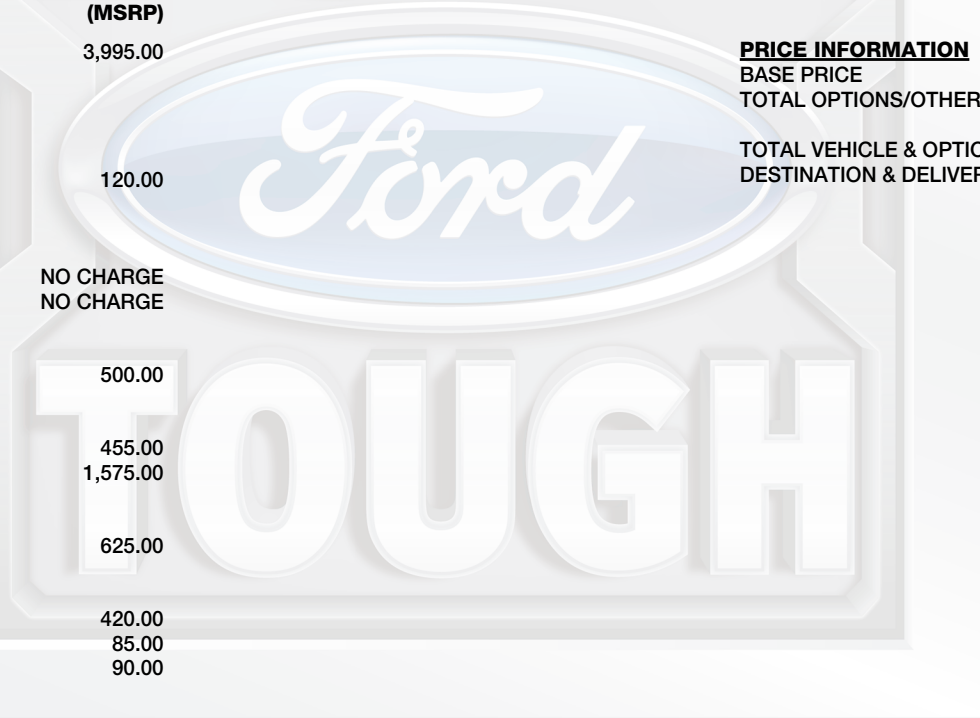 (MSRP)
3,995.00
120.00
NO CHARGE
NO CHARGE
500.00
455.00
1,575.00
625.00
420.00
85.00
90.00
PRICE INFORMATION
BASE PRICE
TOTAL OPTIONS/OTHER
TOTAL VEHICLE & OPTIO
DESTINATION & DELIVER
Ford
TOUGH